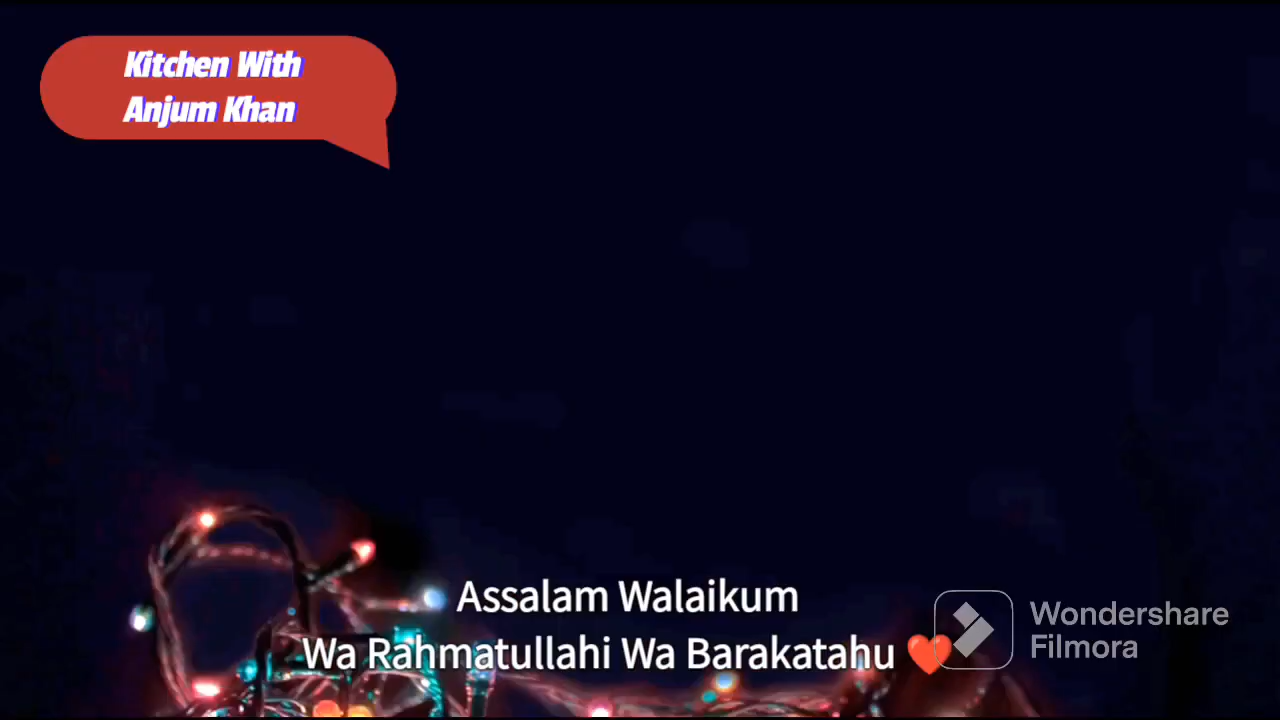 Kitchen With
Anjum Khan
Assalam Walaikum
Wa Rahmatullahi Wa Barakatahu ❤️
Wondershare
Filmora